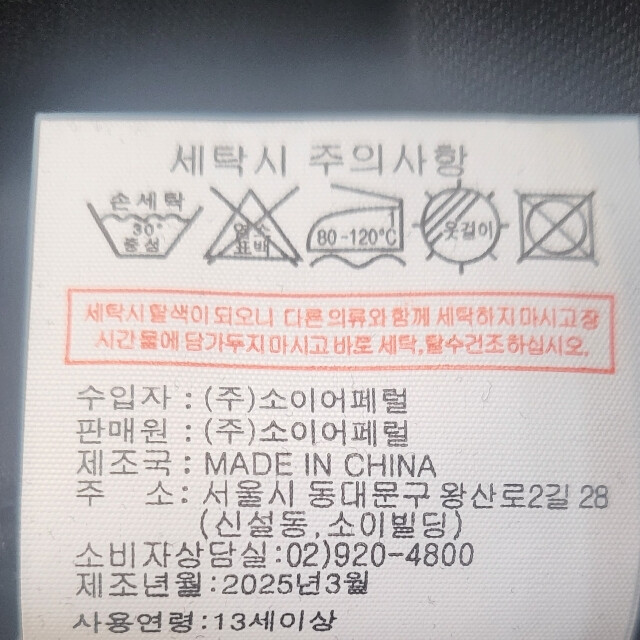 세탁시 주의사항
손세탁
30°
중성
염소
표백
80-120°C
옷걸이
세탁시 탈색이 되오니 다른 의류와 함께 세탁하지 마시고 장
시간 물에 담가두지 마시고 바로 세탁, 탈수건조 하십시오.
수입자 : (주)소이어페럴
판매원 : (주)소이어페럴
제조국 : MADE IN CHINA
주 소 : 서울시 동대문구 왕산로2길 28
(신설동, 소이빌딩)
소비자상담실:02)920-4800
제조년월:2025년3월
사용연령:13세이상